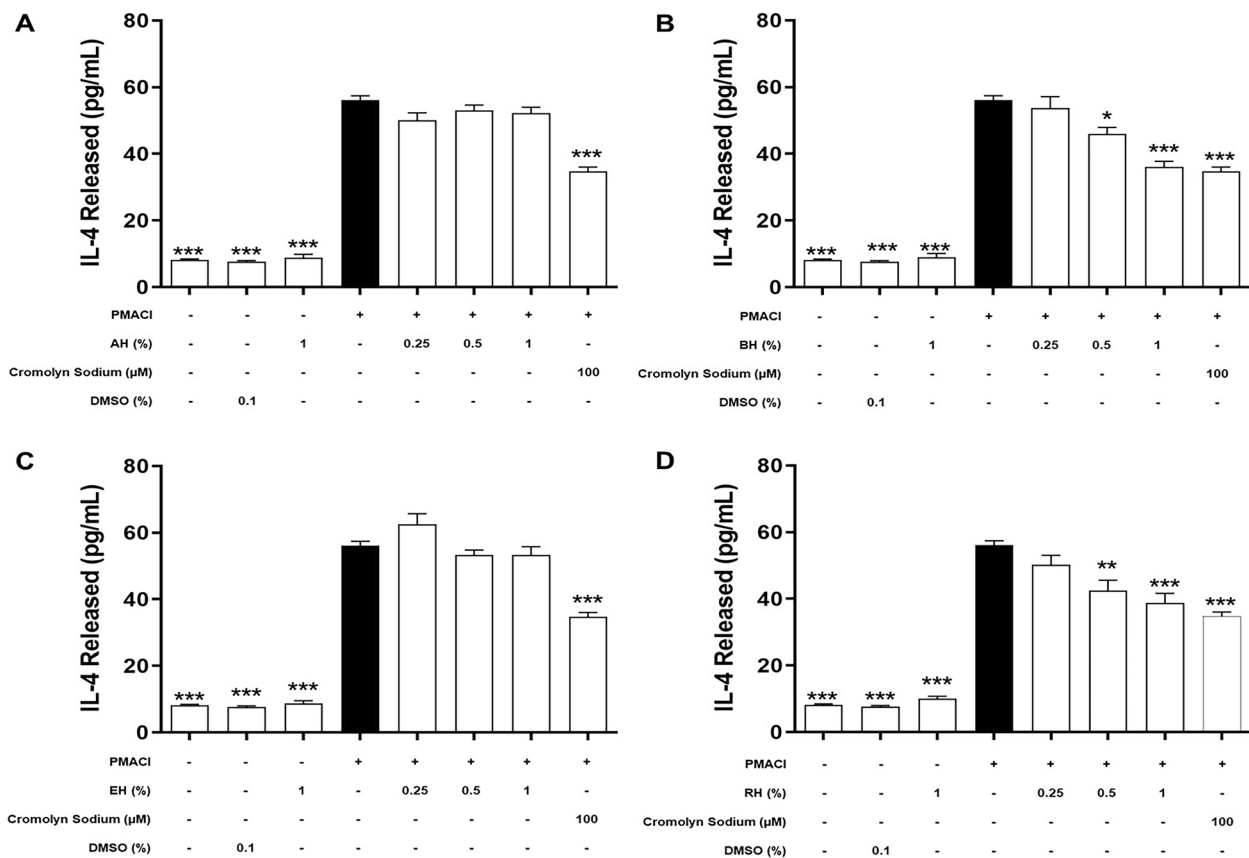 A
IL-4 Released (pg/mL)
80
60
40
20
0
*** *** *** ***
PMACI - - - + + + + +
AH (%) - - 1 - 0.25 0.5 1 -
Cromolyn Sodium (μM) - - - - - - - 100
DMSO (%) - 0.1 - - - - - -
B
IL-4 Released (pg/mL)
80
60
40
20
0
*** *** *** * *** ***
PMACI - - - + + + + +
BH (%) - - 1 - 0.25 0.5 1 -
Cromolyn Sodium (μM) - - - - - - - 100
DMSO (%) - 0.1 - - - - - -
C
IL-4 Released (pg/mL)
80
60
40
20
0
*** *** *** ***
PMACI - - - + + + + +
EH (%) - - 1 - 0.25 0.5 1 -
Cromolyn Sodium (μM) - - - - - - - 100
DMSO (%) - 0.1 - - - - - -
D
IL-4 Released (pg/mL)
80
60
40
20
0
*** *** *** ** *** ***
PMACI - - - + + + + +
RH (%) - - 1 - 0.25 0.5 1 -
Cromolyn Sodium (μM) - - - - - - - 100
DMSO (%) - 0.1 - - - - - -